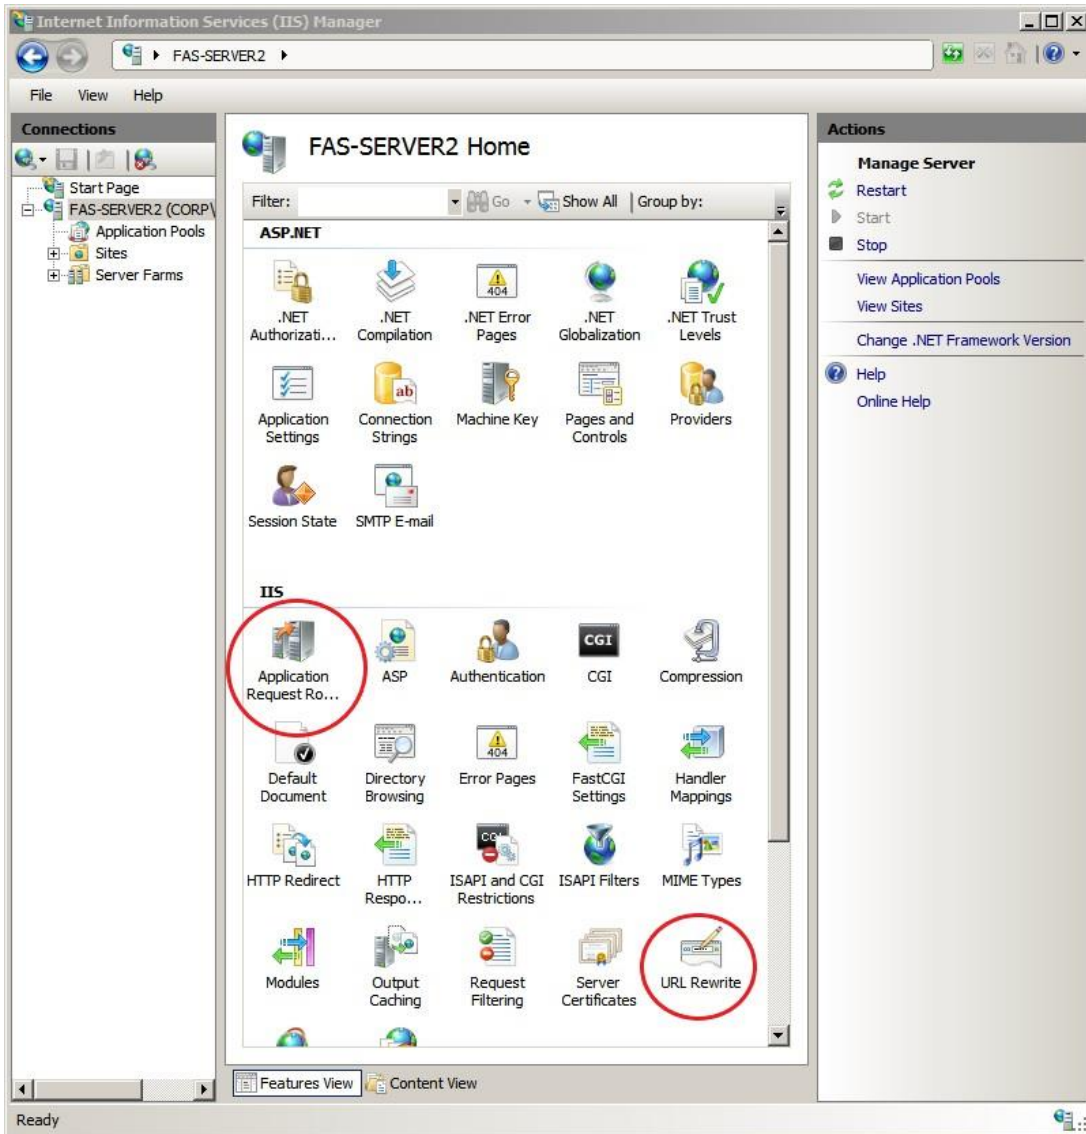 Internet Information Services (IIS) Manager
FAS-SERVER2
File View Help
Connections
Start Page
FAS-SERVER2 (CORP\
Application Pools
Sites
Server Farms
FAS-SERVER2 Home
Filter: Go Show All Group by:
ASP.NET
.NET Authorizati...
.NET Compilation
.NET Error Pages
.NET Globalization
.NET Trust Levels
Application Settings
Connection Strings
Machine Key
Pages and Controls
Providers
Session State
SMTP E-mail
IIS
Application Request Ro...
ASP
Authentication
CGI
Compression
Default Document
Directory Browsing
Error Pages
FastCGI Settings
Handler Mappings
HTTP Redirect
HTTP Respo...
ISAPI and CGI Restrictions
ISAPI Filters
MIME Types
Modules
Output Caching
Request Filtering
Server Certificates
URL Rewrite
Features View Content View
Actions
Manage Server
Restart
Start
Stop
View Application Pools
View Sites
Change .NET Framework Version
Help
Online Help
Ready